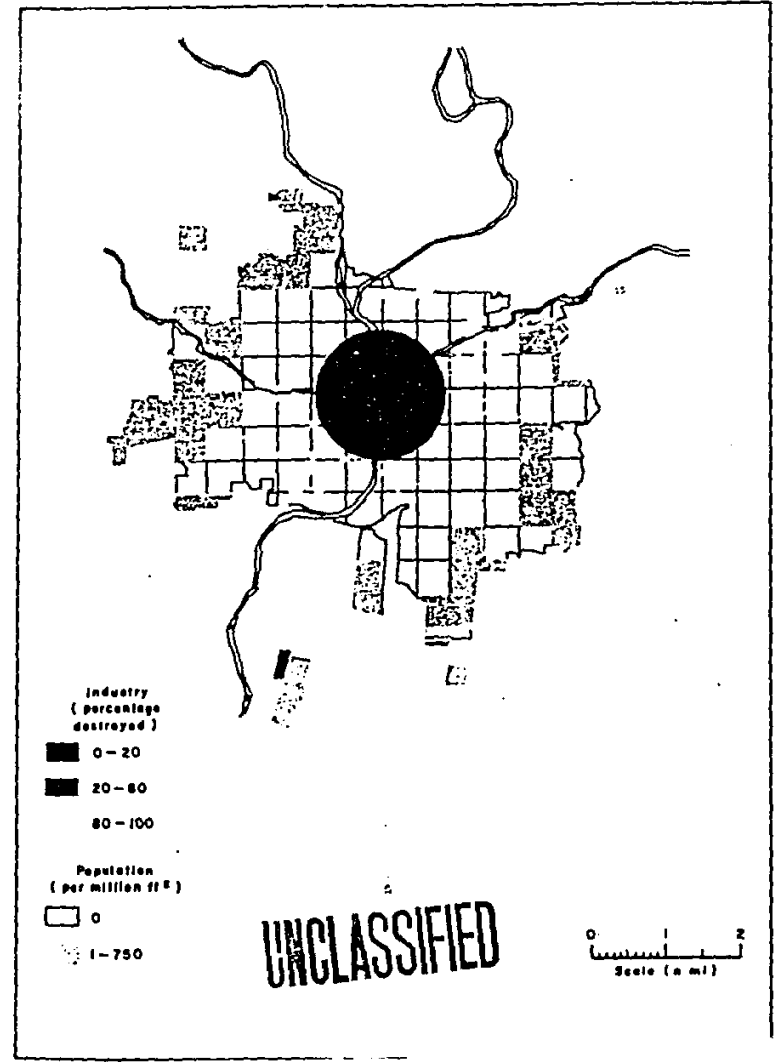 Industry
( percentage
destroyed )
0-20
20-60
80-100
Population
( per million ft² )
0
1-750
UNCLASSIFIED
0 1 2
Scale (n mi)